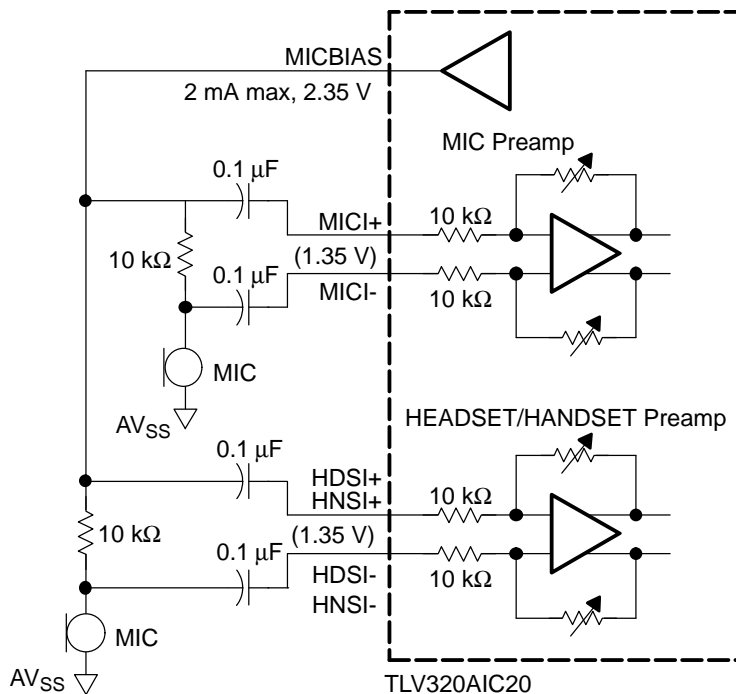 MICBIAS
2 mA max, 2.35 V
MIC Preamp
0.1 μF
MICI+
10 kΩ
10 kΩ
0.1 μF
(1.35 V)
MICI-
10 kΩ
MIC
AVSS
HEADSET/HANDSET Preamp
0.1 μF
HDSI+
HNSI+
10 kΩ
10 kΩ
0.1 μF
(1.35 V)
10 kΩ
HDSI-
HNSI-
MIC
AVSS
TLV320AIC20